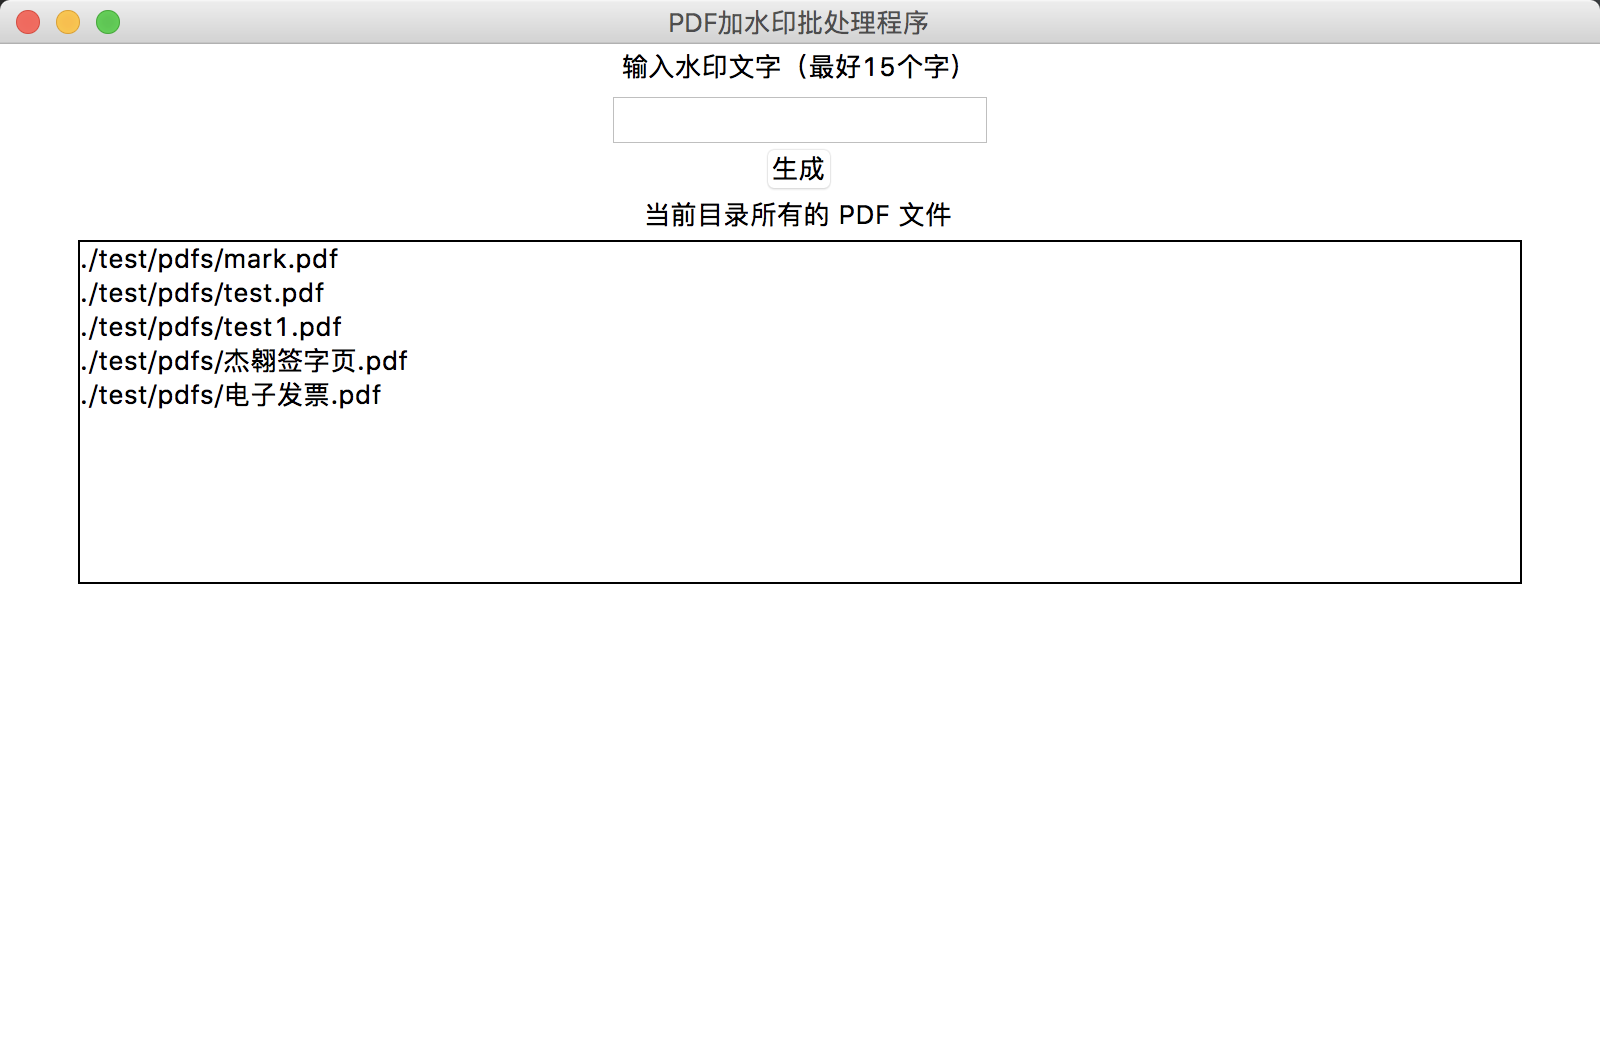 PDF加水印批处理程序
输入水印文字（最好15个字）
生成
当前目录所有的 PDF 文件
./test/pdfs/mark.pdf
./test/pdfs/test.pdf
./test/pdfs/test1.pdf
./test/pdfs/杰翱签字页.pdf
./test/pdfs/电子发票.pdf